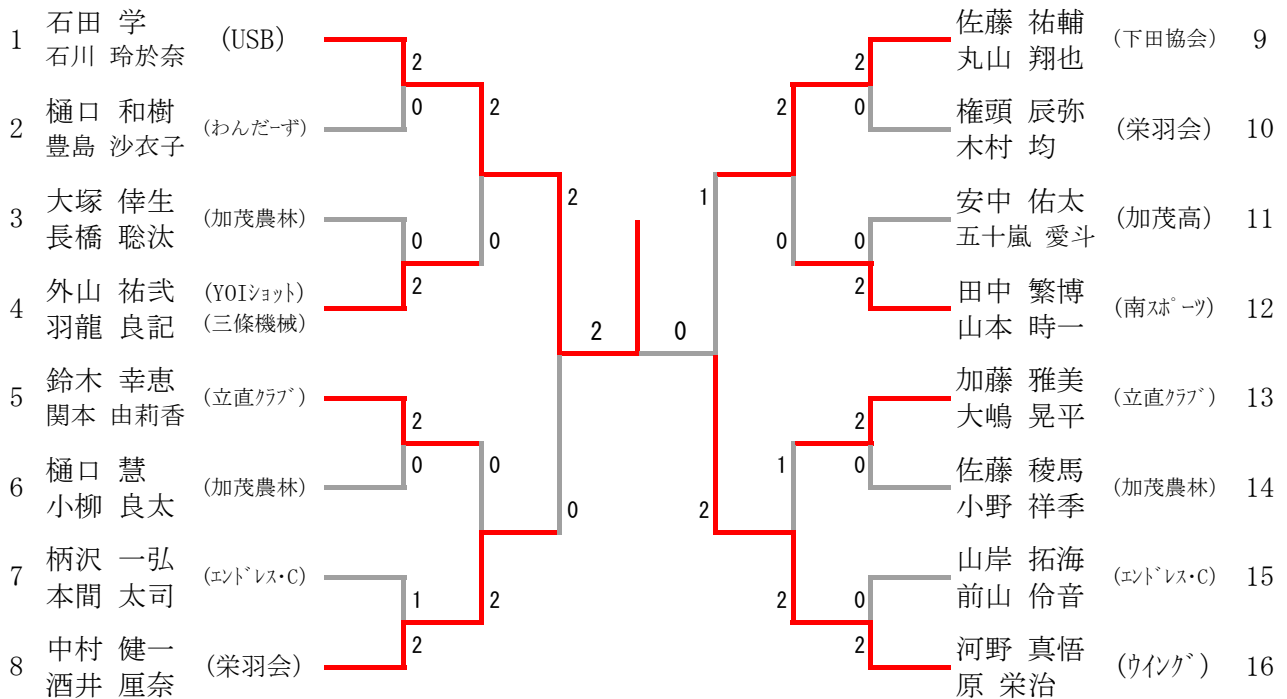 1 石田 学 (USB)
石川 玲於奈
2 樋口 和樹 (わんだーず)
豊島 沙衣子
3 大塚 倖生 (加茂農林)
長橋 聡汰
4 外山 祐弐 (YOIショット)
羽龍 良記 (三條機械)
5 鈴木 幸恵 (立直クラブ)
関本 由莉香
6 樋口 慧 (加茂農林)
小柳 良太
7 柄沢 一弘 (エンドレス・C)
本間 太司
8 中村 健一 (栄羽会)
酒井 厘奈
2
0
0
2
2
0
1
2
2
0
0
2
2
0
2 0
1
2
2
0
1
2
2
0
0
2
2
0
0
2
佐藤 祐輔 (下田協会) 9
丸山 翔也
権頭 辰弥 (栄羽会) 10
木村 均
安中 佑太 (加茂高) 11
五十嵐 愛斗
田中 繁博 (南スポーツ) 12
山本 時一
加藤 雅美 (立直クラブ) 13
大嶋 晃平
佐藤 稜馬 (加茂農林) 14
小野 祥季
山岸 拓海 (エンドレス・C) 15
前山 伶音
河野 真悟 (ウイング) 16
原 栄治